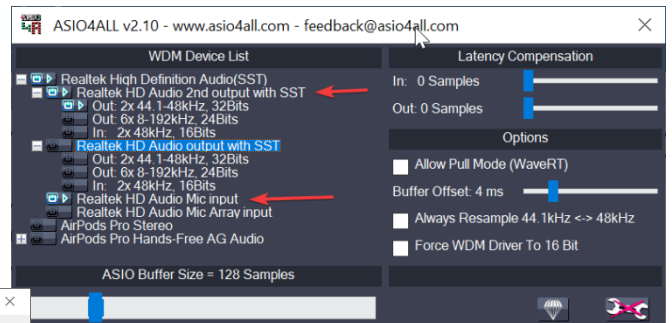 ASIO4ALL v2.10 - www.asio4all.com - feedback@asio4all.com
WDM Device List
Realtek High Definition Audio(SST)
Realtek HD Audio 2nd output with SST
Out: 2x 44.1-48kHz, 32Bits
Out: 6x 8-192kHz, 24Bits
In: 2x 48kHz, 16Bits
Realtek HD Audio output with SST
Out: 2x 44.1-48kHz, 32Bits
Out: 6x 8-192kHz, 24Bits
In: 2x 48kHz, 16Bits
Realtek HD Audio Mic input
Realtek HD Audio Mic Array input
AirPods Pro Stereo
AirPods Pro Hands-Free AG Audio
ASIO Buffer Size = 128 Samples
Latency Compensation
In: 0 Samples
Out: 0 Samples
Options
Allow Pull Mode (WaveRT)
Buffer Offset: 4 ms
Always Resample 44.1kHz <-> 48kHz
Force WDM Driver To 16 Bit